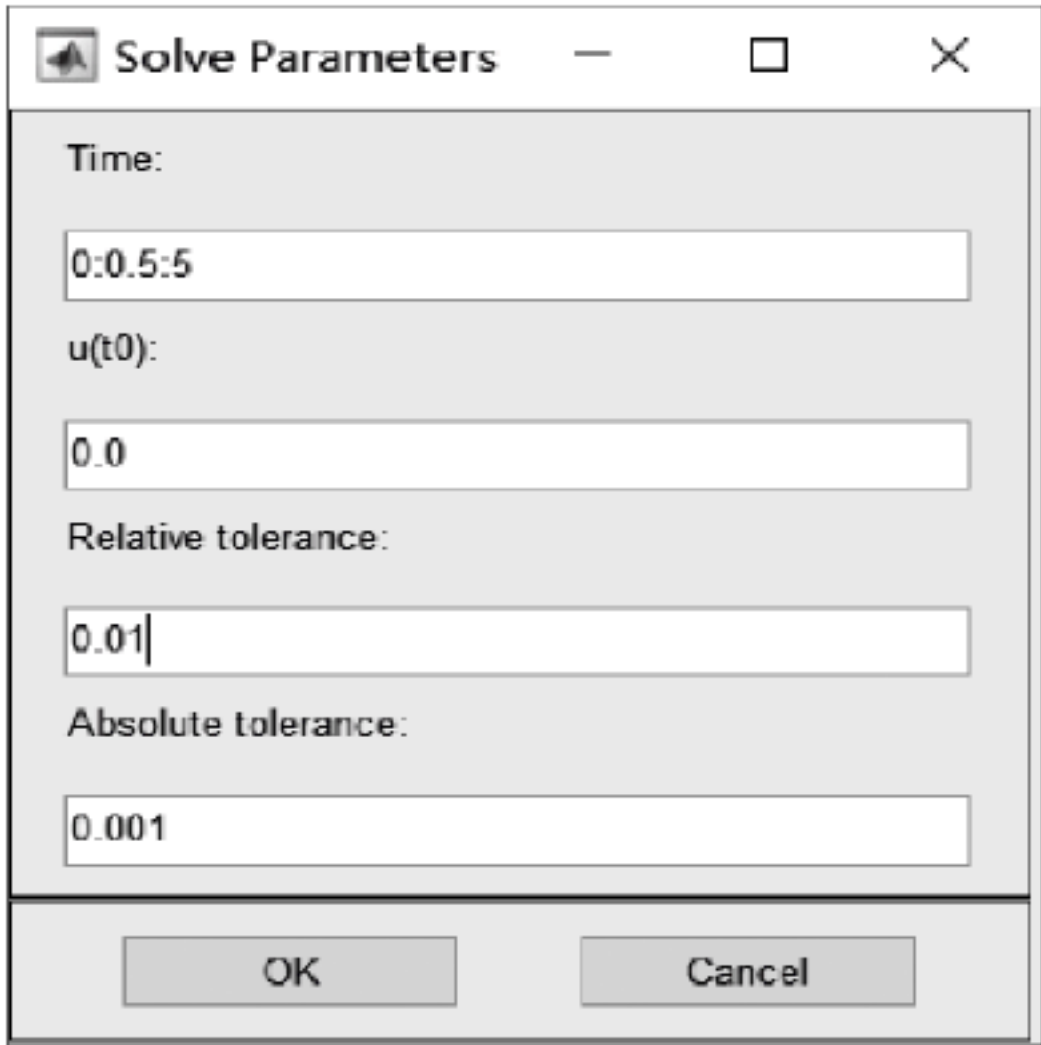 Solve Parameters
Time:
0:0.5:5
u(t0):
0.0
Relative tolerance:
0.01
Absolute tolerance:
0.001
OK Cancel